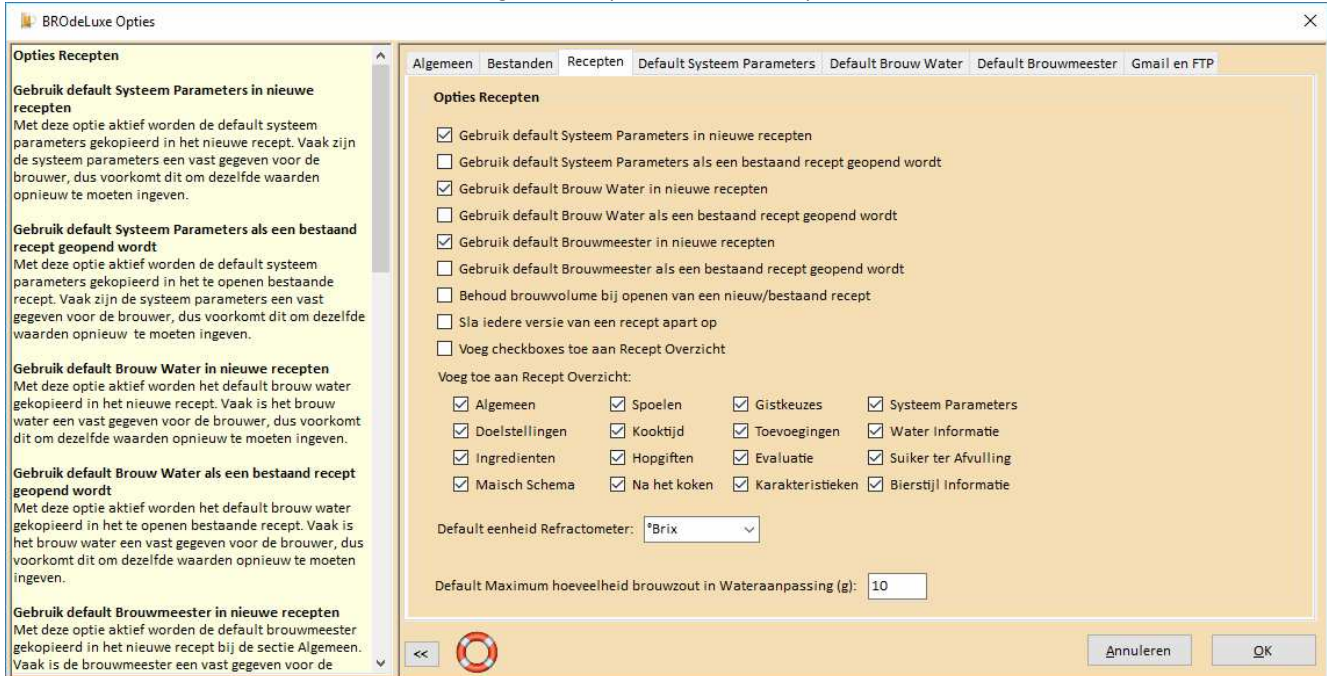 BROdeLuxe Opties
Opties Recepten
Gebruik default Systeem Parameters in nieuwe
recepten
Met deze optie aktief worden de default systeem
parameters gekopieerd in het nieuwe recept. Vaak zijn
de systeem parameters een vast gegeven voor de
brouwer, dus voorkomt dit om dezelfde waarden
opnieuw te moeten ingeven.
Gebruik default Systeem Parameters als een bestaand
recept geopend wordt
Met deze optie aktief worden de default systeem
parameters gekopieerd in het te openen bestaande
recept. Vaak zijn de systeem parameters een vast
gegeven voor de brouwer, dus voorkomt dit om dezelfde
waarden opnieuw te moeten ingeven.
Gebruik default Brouw Water in nieuwe recepten
Met deze optie aktief worden het default brouw water
gekopieerd in het nieuwe recept. Vaak is het brouw
water een vast gegeven voor de brouwer, dus voorkomt
dit om dezelfde waarden opnieuw te moeten ingeven.
Gebruik default Brouw Water als een bestaand recept
geopend wordt
Met deze optie aktief worden het default brouw water
gekopieerd in het te openen bestaande recept. Vaak is
het brouw water een vast gegeven voor de brouwer, dus
voorkomt dit om dezelfde waarden opnieuw te moeten
ingeven.
Gebruik default Brouwmeester in nieuwe recepten
Met deze optie aktief worden de default brouwmeester
gekopieerd in het nieuwe recept bij de sectie Algemeen.
Vaak is de brouwmeester een vast gegeven voor de
Algemeen Bestanden Recepten Default Systeem Parameters Default Brouw Water Default Brouwmeester Gmail en FTP
Opties Recepten
Gebruik default Systeem Parameters in nieuwe recepten
Gebruik default Systeem Parameters als een bestaand recept geopend wordt
Gebruik default Brouw Water in nieuwe recepten
Gebruik default Brouw Water als een bestaand recept geopend wordt
Gebruik default Brouwmeester in nieuwe recepten
Gebruik default Brouwmeester als een bestaand recept geopend wordt
Behoud brouwvolume bij openen van een nieuw/bestaand recept
Sla iedere versie van een recept apart op
Voeg checkboxes toe aan Recept Overzicht
Voeg toe aan Recept Overzicht:
Algemeen Spoelen Gistkeuzes Systeem Parameters
Doelstellingen Kooktijd Toevoegingen Water Informatie
Ingredienten Hopgiften Evaluatie Suiker ter Afvulling
Maisch Schema Na het koken Karakteristieken Bierstijl Informatie
Default eenheid Refractometer: °Brix
Default Maximum hoeveelheid brouwzout in Wateraanpassing (g): 10
<< Annuleren OK